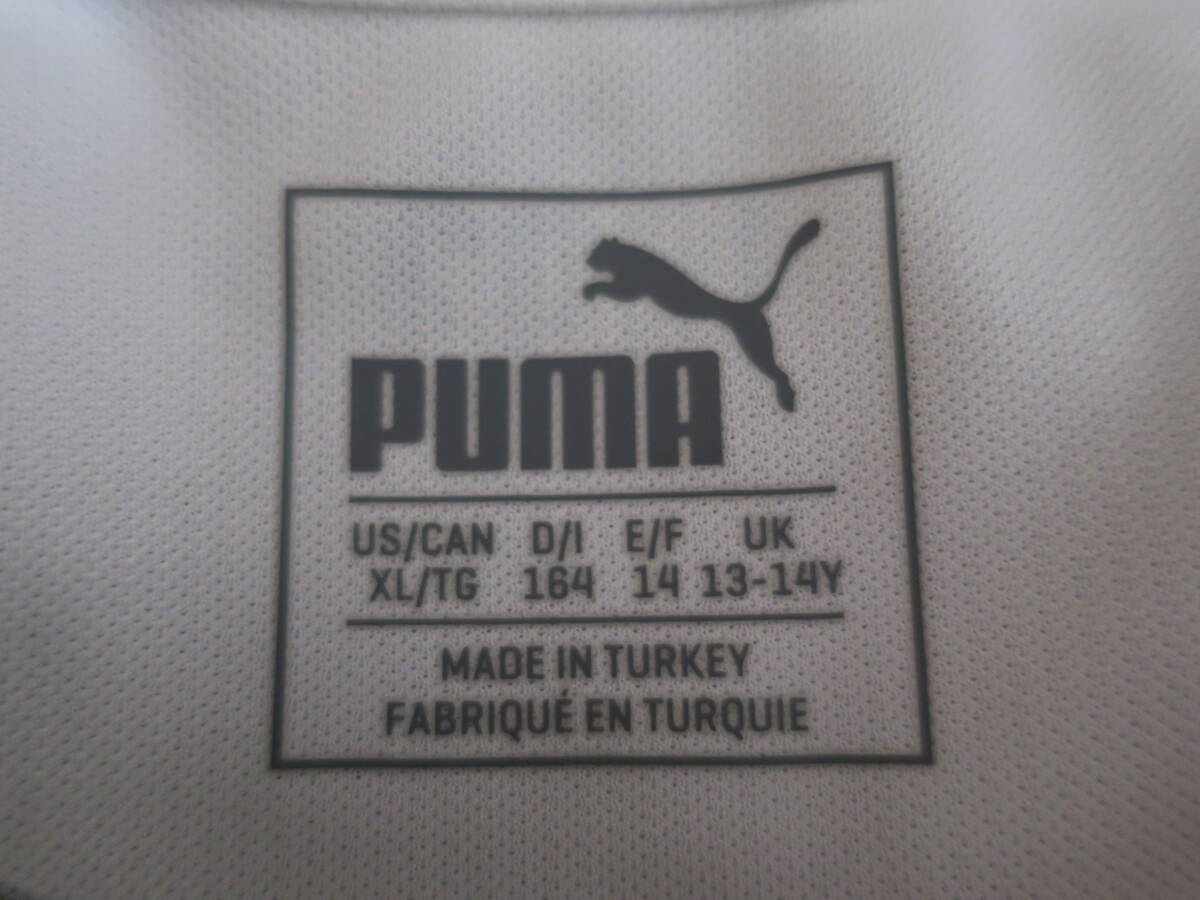 PUMA
US/CAN D/I E/F UK
XL/TG 164 14 13-14Y
MADE IN TURKEY
FABRIQUÉ EN TURQUIE